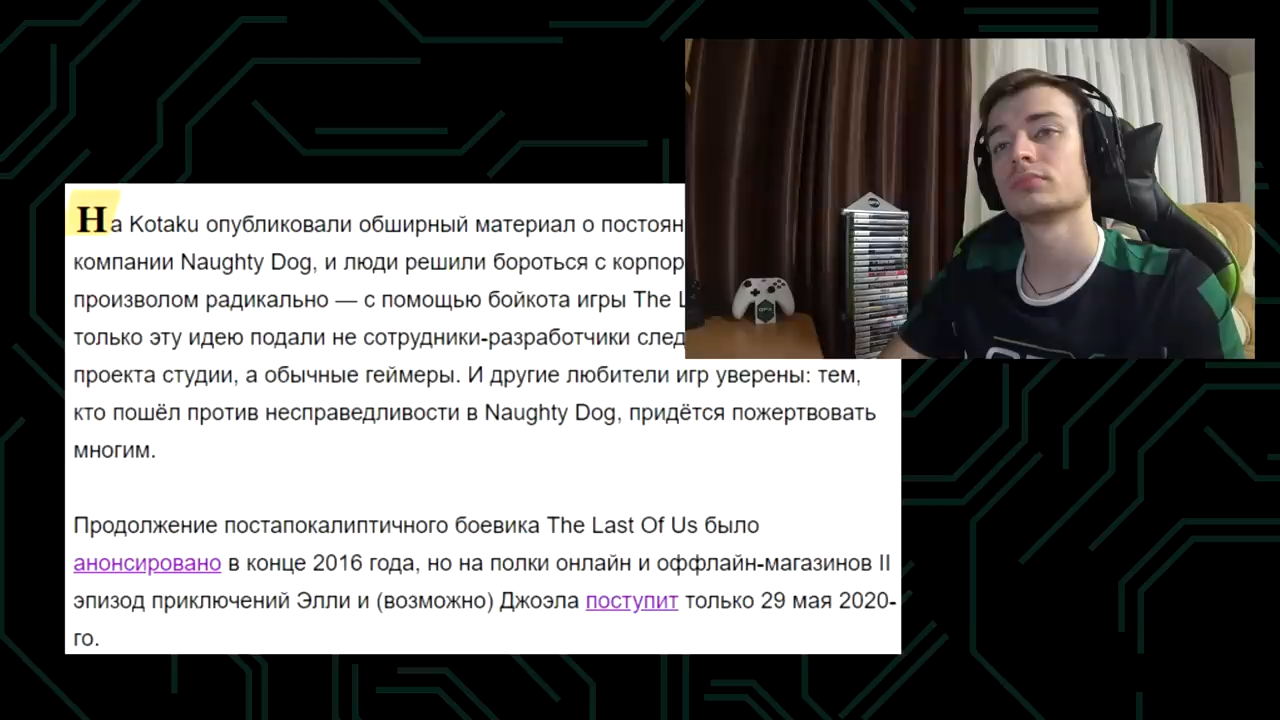 На Kotaku опубликовали обширный материал о
компании Naughty Dog, и люди решили бороться с
произволом радикально — с помощью бойкота игры The
только эту идею подали не сотрудники-разработчики
проекта студии, а обычные геймеры. И другие любители игр уверены: тем,
кто пошёл против несправедливости в Naughty Dog, придётся пожертвовать
многим.
Продолжение постапокалиптичного боевика The Last Of Us было
анонсировано в конце 2016 года, но на полки онлайн и оффлайн-магазинов II
эпизод приключений Элли и (возможно) Джоэла поступит только 29 мая 2020-
го.